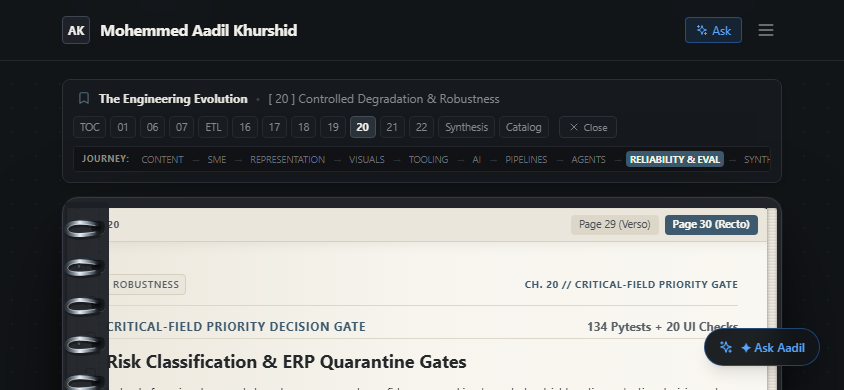 AK Mohemmed Aadil Khurshid Ask
The Engineering Evolution • [ 20 ] Controlled Degradation & Robustness
TOC 01 06 07 ETL 16 17 18 19 20 21 22 Synthesis Catalog × Close
JOURNEY: CONTENT — SME — REPRESENTATION — VISUALS — TOOLING — AI — PIPELINES — AGENTS — RELIABILITY & EVAL — SYNTH
20 Page 29 (Verso) Page 30 (Recto)
ROBUSTNESS CH. 20 // CRITICAL-FIELD PRIORITY GATE
CRITICAL-FIELD PRIORITY DECISION GATE 134 Pytests + 20 UI Checks
Risk Classification & ERP Quarantine Gates
✦ Ask Aadil